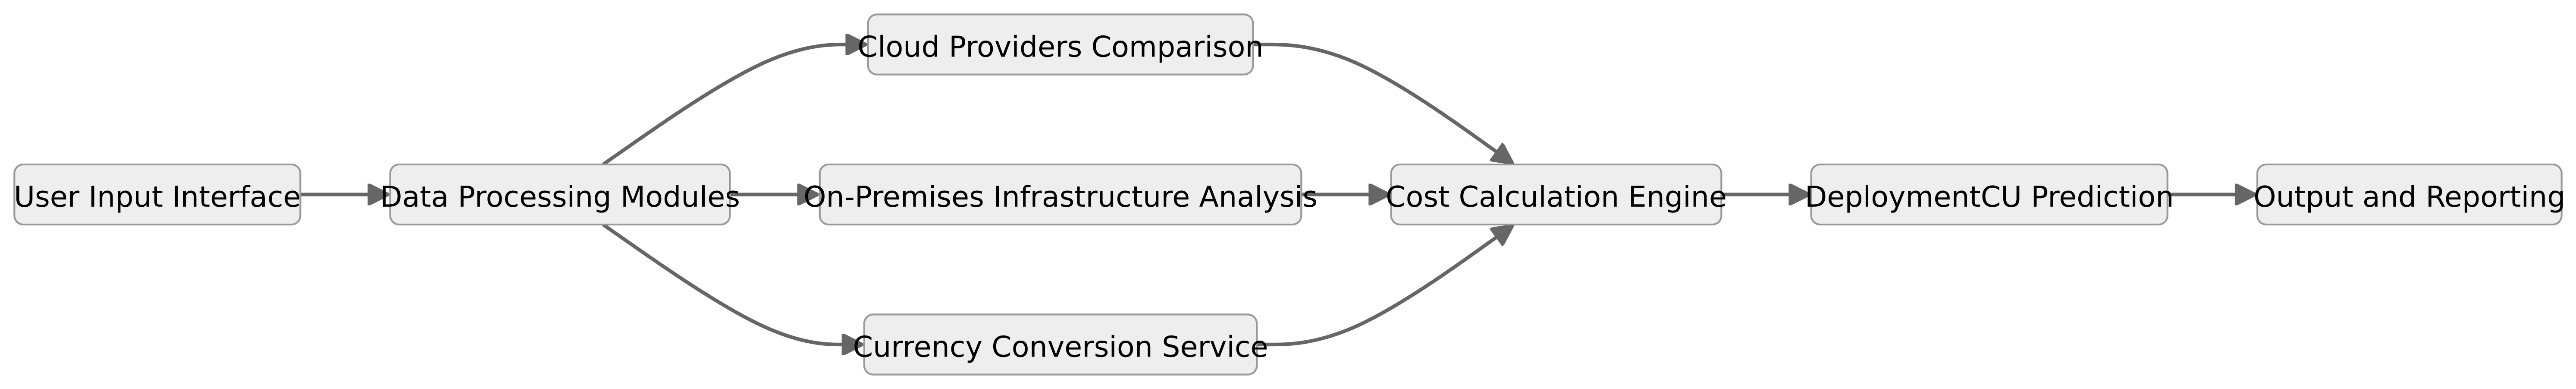 User Input Interface
Data Processing Modules
Cloud Providers Comparison
On-Premises Infrastructure Analysis
Currency Conversion Service
Cost Calculation Engine
DeploymentCU Prediction
Output and Reporting